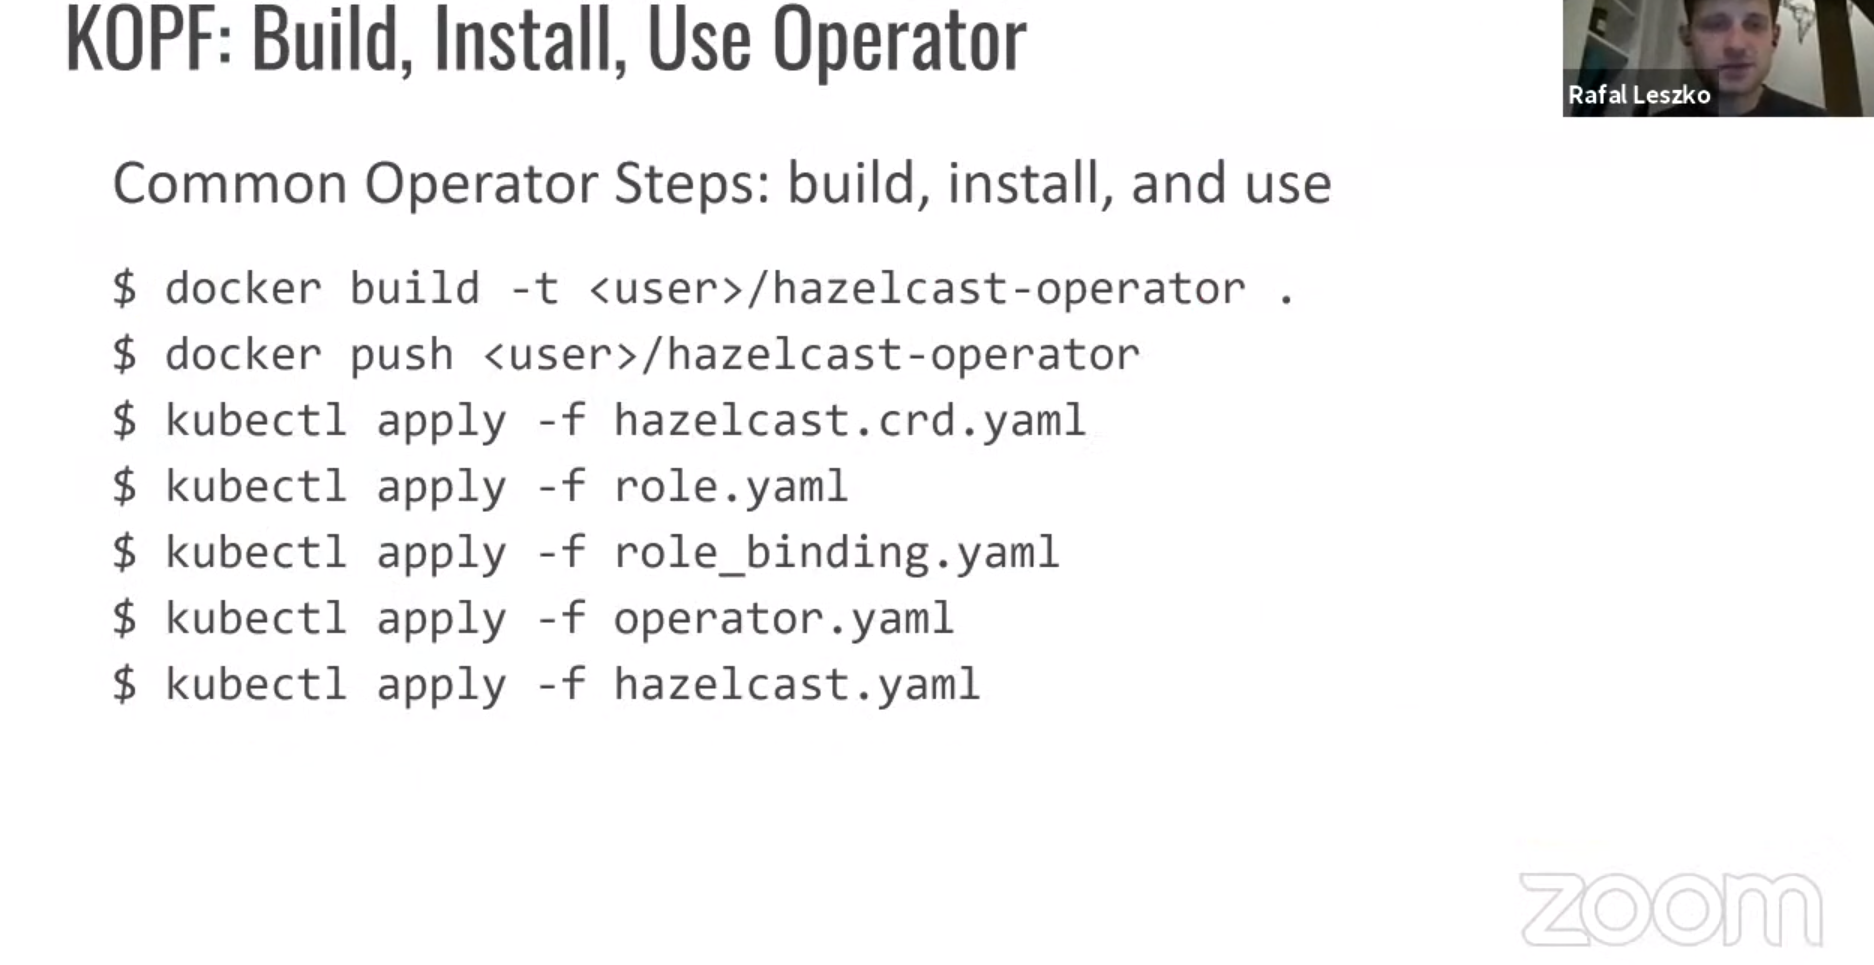 KOPF: Build, Install, Use Operator
Rafal Leszko
Common Operator Steps: build, install, and use
$ docker build -t <user>/hazelcast-operator .
$ docker push <user>/hazelcast-operator
$ kubectl apply -f hazelcast.crd.yaml
$ kubectl apply -f role.yaml
$ kubectl apply -f role_binding.yaml
$ kubectl apply -f operator.yaml
$ kubectl apply -f hazelcast.yaml
zoom